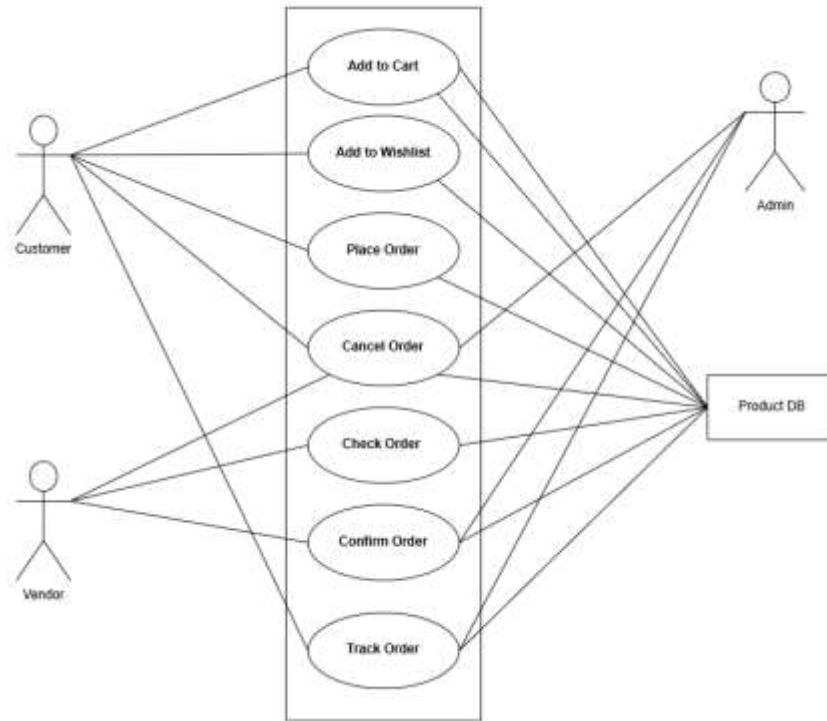 Add to Cart
Add to Wishlist
Customer
Admin
Place Order
Cancel Order
Product DB
Check Order
Vendor
Confirm Order
Track Order